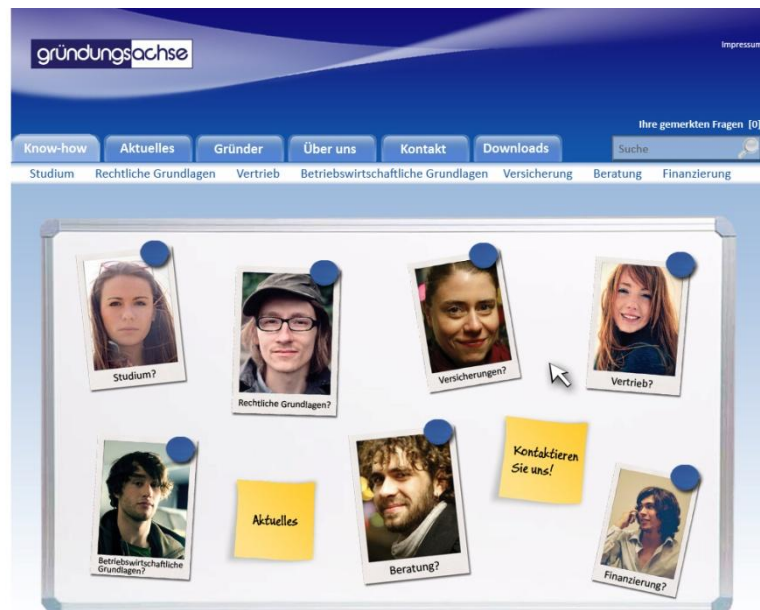 gründungsachse
Impressum
Ihre gemerkten Fragen [0]
Know-how Aktuelles Gründer Über uns Kontakt Downloads Suche
Studium Rechtliche Grundlagen Vertrieb Betriebswirtschaftliche Grundlagen Versicherung Beratung Finanzierung
Studium?
Rechtliche Grundlagen?
Versicherungen?
Vertrieb?
Kontaktieren
Sie uns!
Aktuelles
Betriebswirtschaftliche
Grundlagen?
Beratung?
Finanzierung?